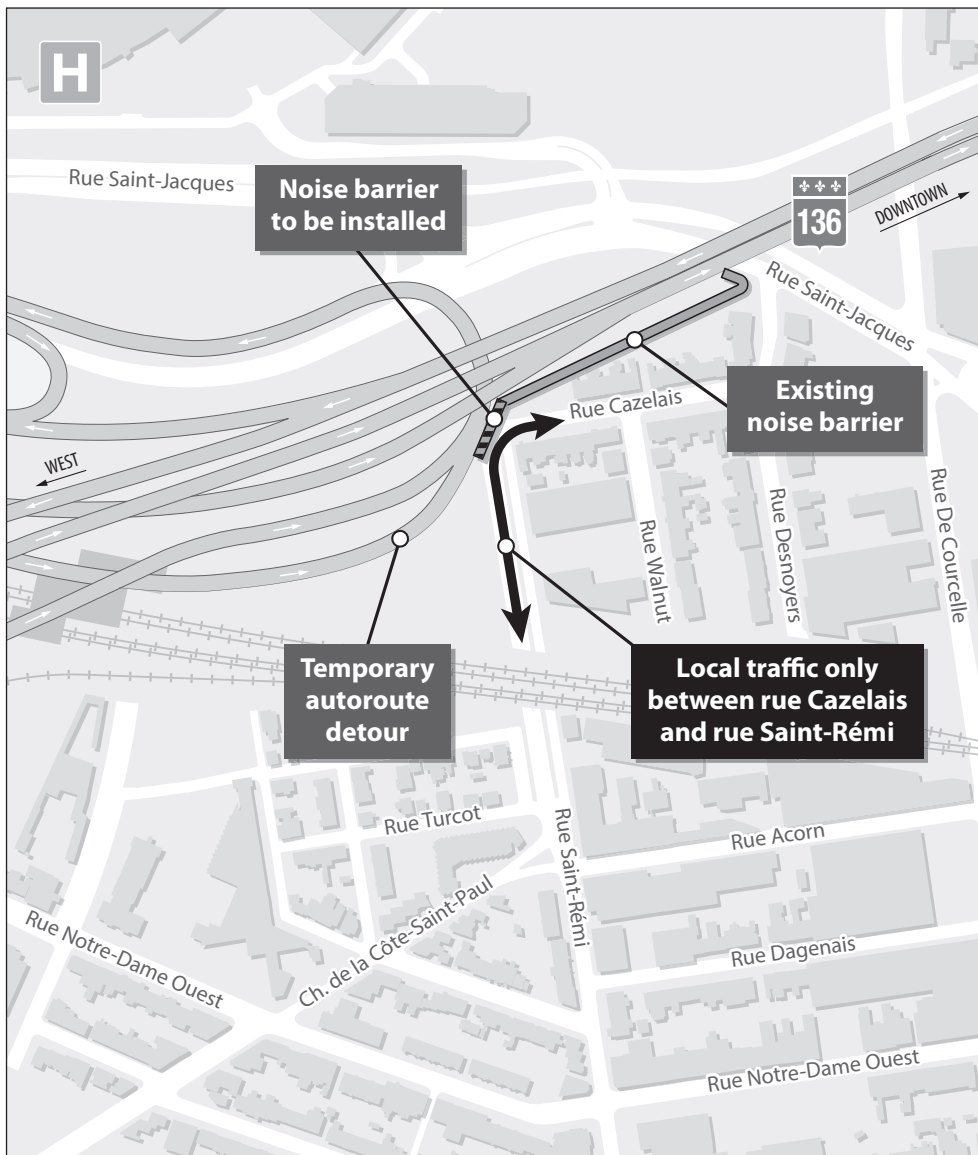 H
Rue Saint-Jacques
Noise barrier
to be installed
136
DOWNTOWN
Rue Saint-Jacques
Rue Cazelais
Existing
noise barrier
WEST
Rue Walnut
Rue Desnoyers
Rue De Courcelle
Temporary
autoroute
detour
Local traffic only
between rue Cazelais
and rue Saint-Rémi
Rue Turcot
Rue Saint-Rémi
Rue Acorn
Ch. de la Côte-Saint-Paul
Rue Notre-Dame Ouest
Rue Dagenais
Rue Notre-Dame Ouest